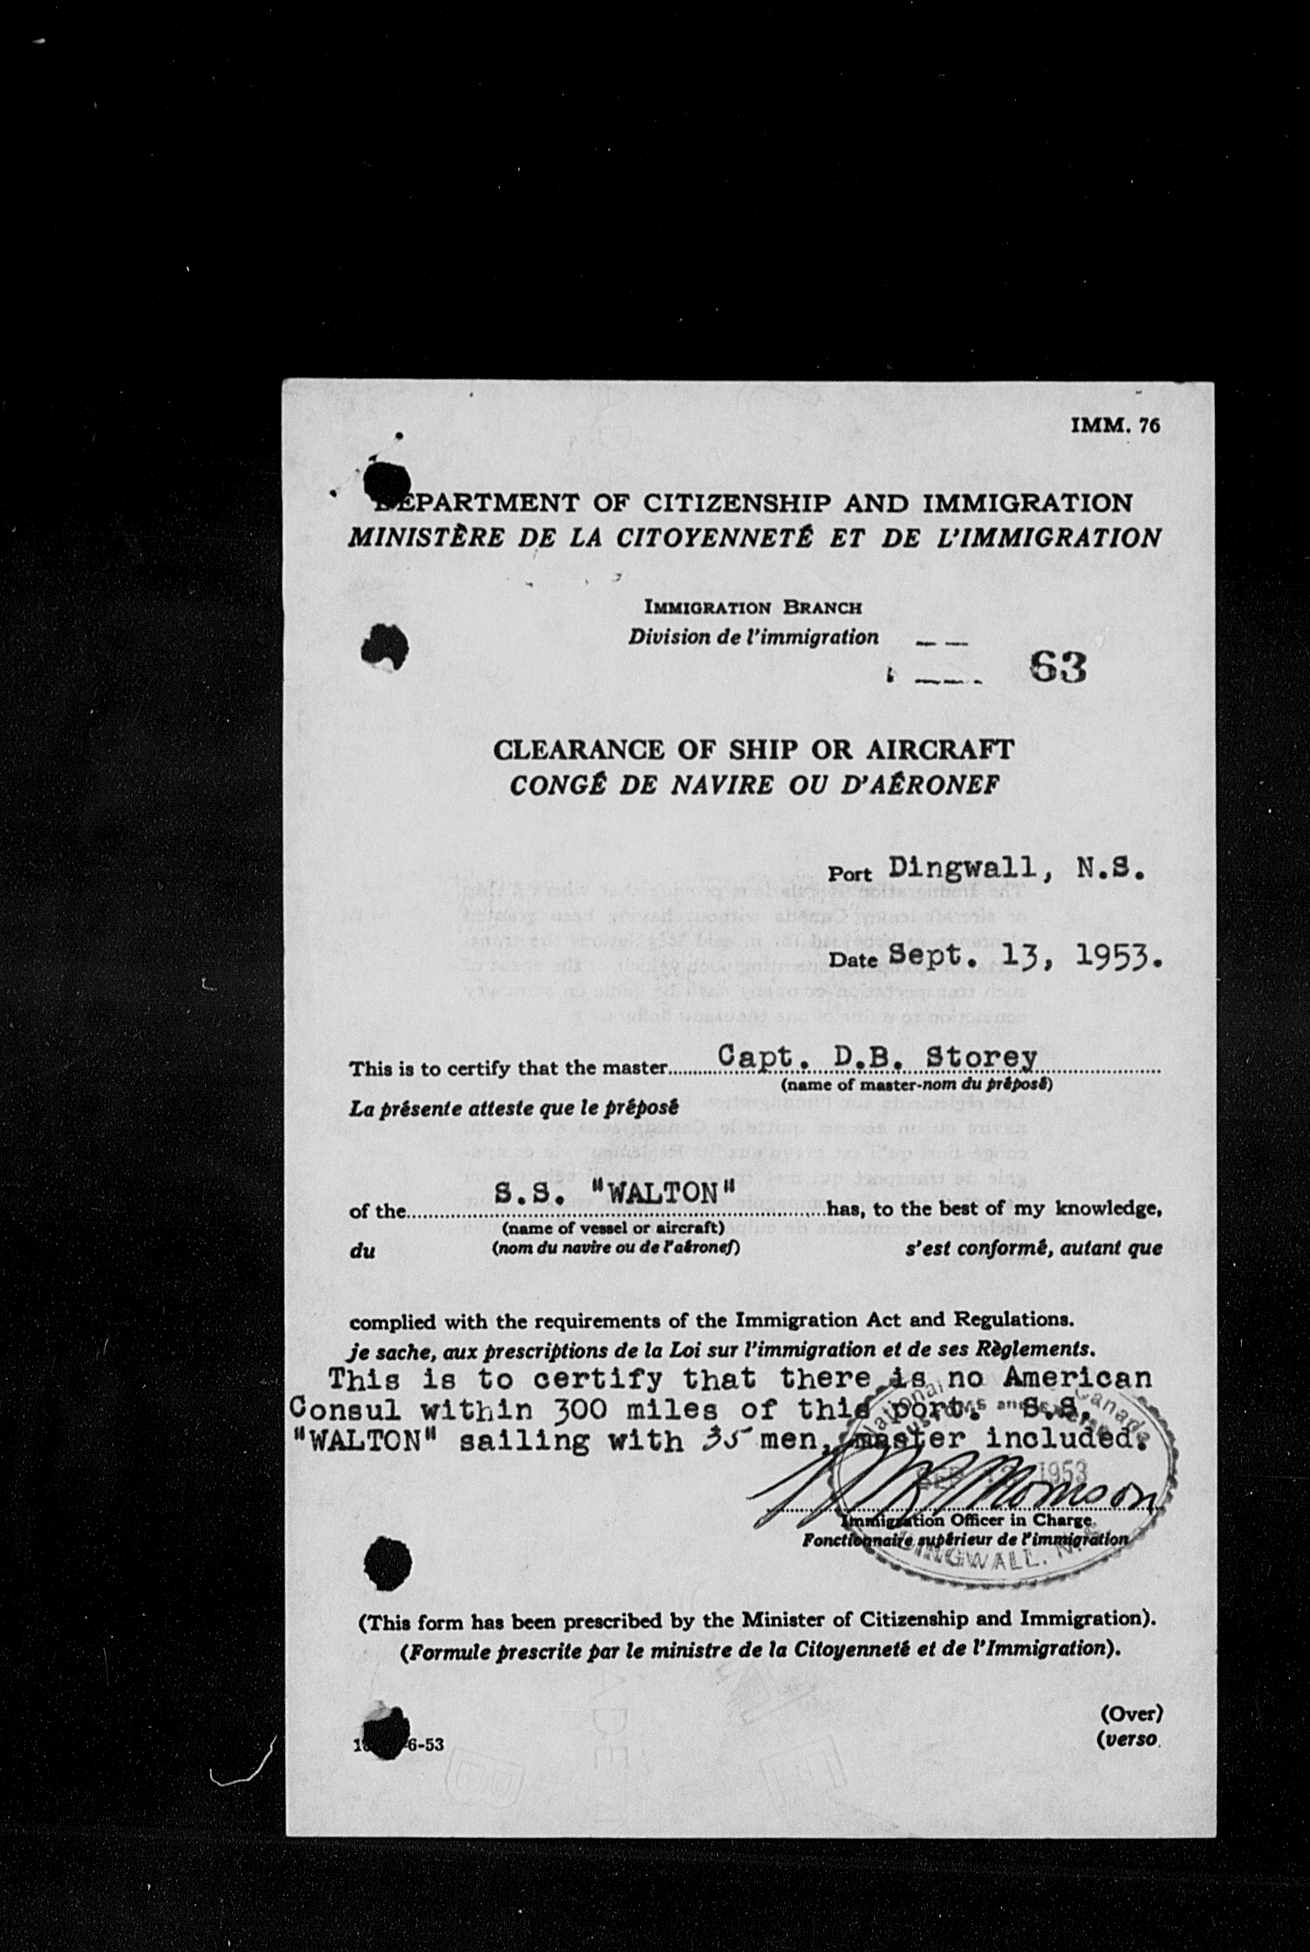 IMM. 76
DEPARTMENT OF CITIZENSHIP AND IMMIGRATION
MINISTÈRE DE LA CITOYENNETÉ ET DE L'IMMIGRATION
IMMIGRATION BRANCH
Division de l'immigration
63
CLEARANCE OF SHIP OR AIRCRAFT
CONGÉ DE NAVIRE OU D'AÉRONEF
Port Dingwall, N.S.
Date Sept. 13, 1953.
This is to certify that the master Capt. D.B. Storey
(name of master-nom du préposé)
La présente atteste que le préposé
of the S.S. "WALTON" has, to the best of my knowledge,
(name of vessel or aircraft)
du (nom du navire ou de l'aéronef) s'est conformé, autant que
complied with the requirements of the Immigration Act and Regulations.
je sache, aux prescriptions de la Loi sur l'immigration et de ses Règlements.
This is to certify that there is no American
Consul within 300 miles of this port. S.S.
"WALTON" sailing with 35 men, master included.
SEP 1953
Immigration Officer in Charge
Fonctionnaire supérieur de l'immigration
DINGWALL, N.S.
(This form has been prescribed by the Minister of Citizenship and Immigration).
(Formule prescrite par le ministre de la Citoyenneté et de l'Immigration).
(Over)
(verso
6-53